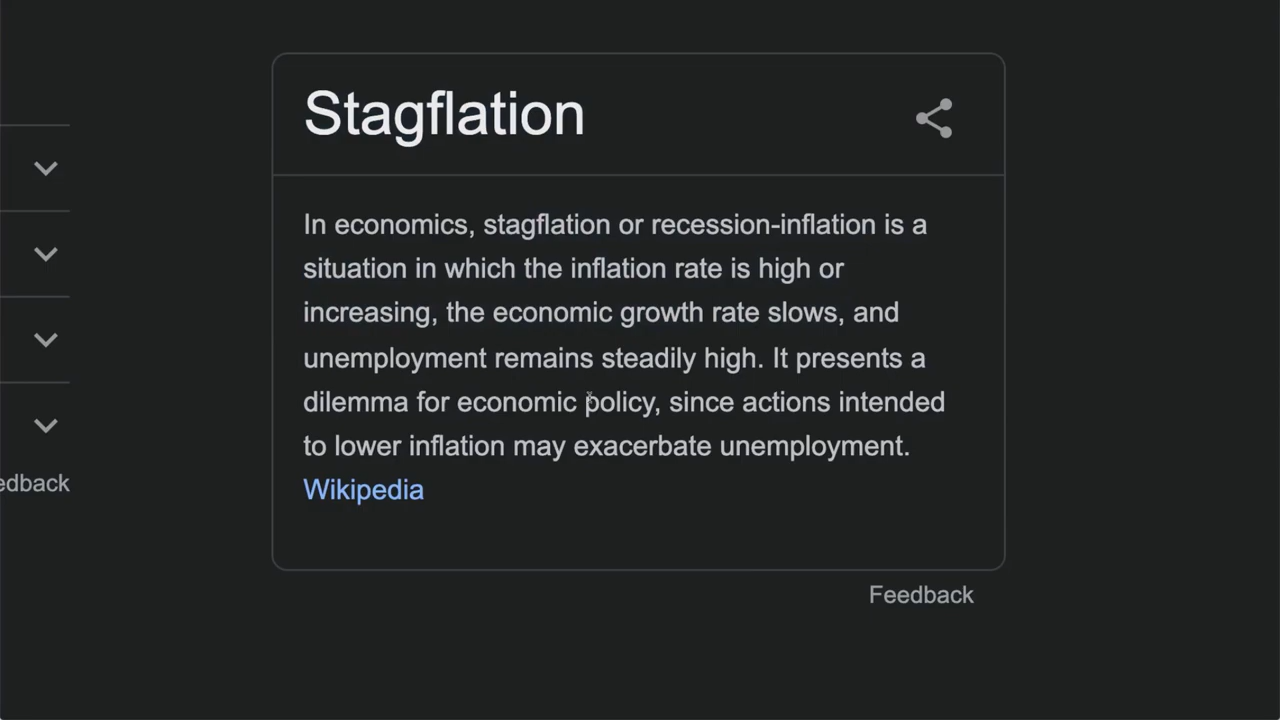 Stagflation
In economics, stagflation or recession-inflation is a
situation in which the inflation rate is high or
increasing, the economic growth rate slows, and
unemployment remains steadily high. It presents a
dilemma for economic policy, since actions intended
to lower inflation may exacerbate unemployment.
Wikipedia
edback
Feedback